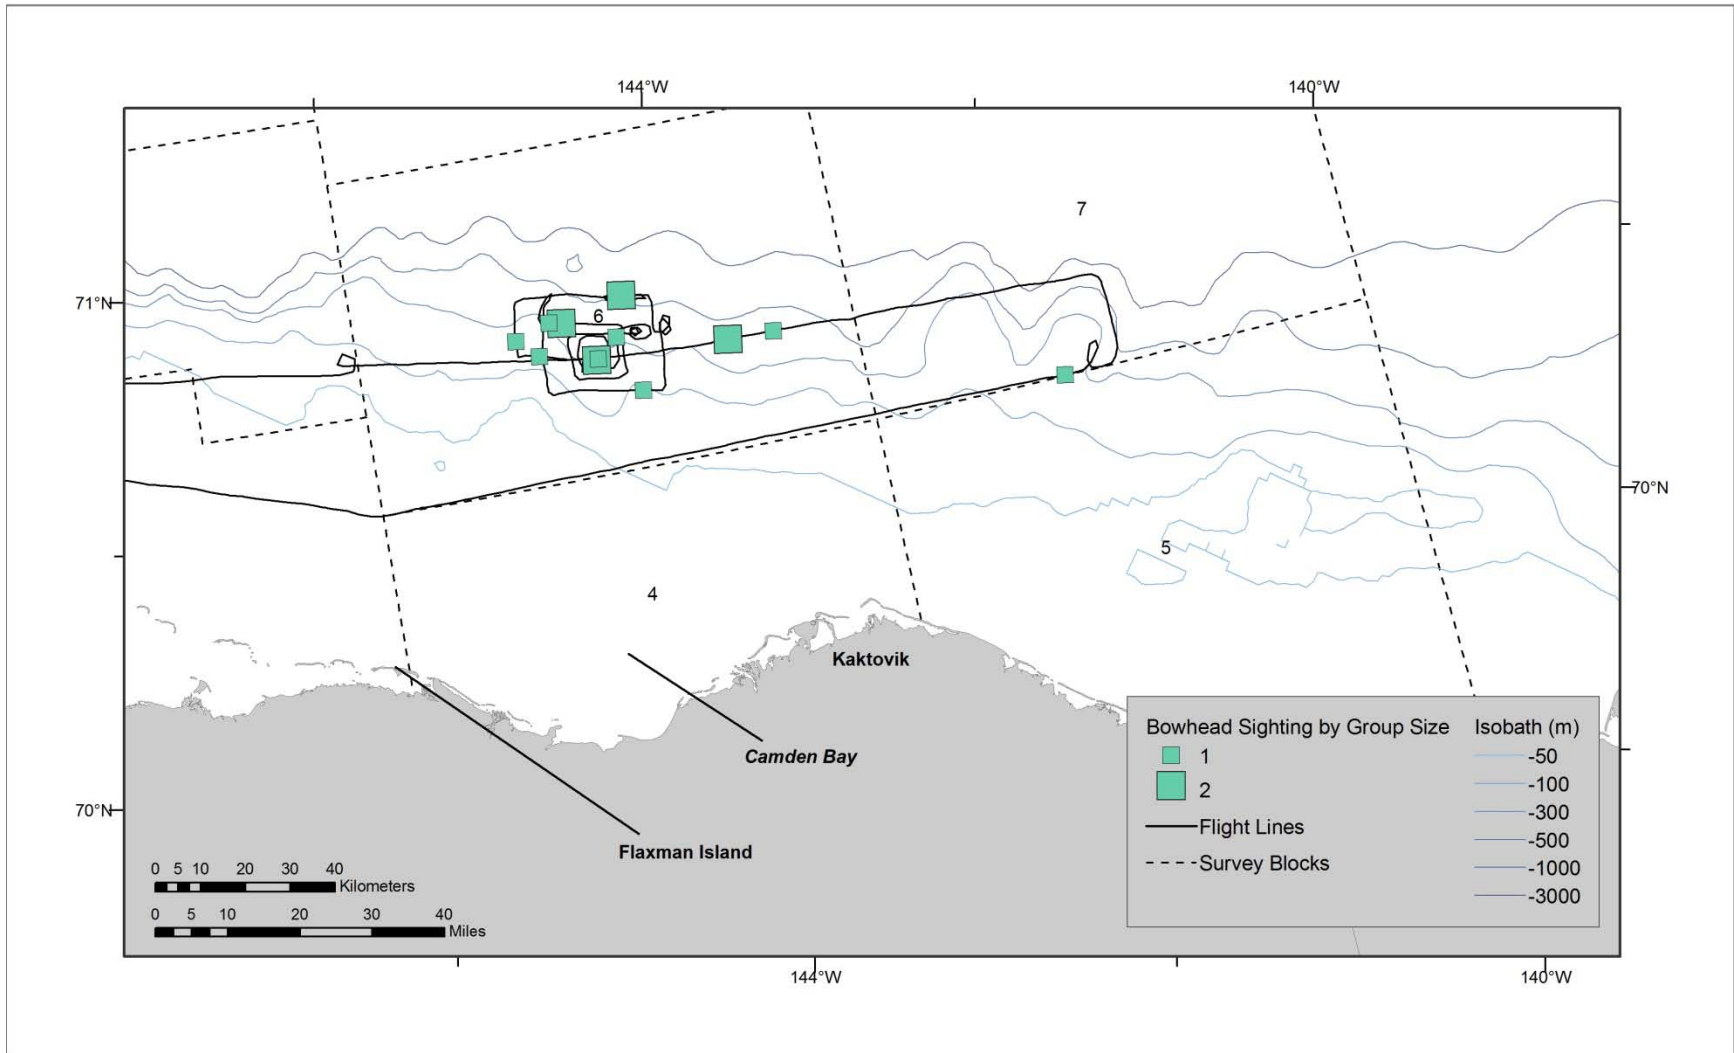 144°W 140°W
7
71°N
6
70°N
5
4
Kaktovik
Camden Bay
70°N
Flaxman Island
0 5 10 20 30 40
Kilometers
0 5 10 20 30 40
Miles
Bowhead Sighting by Group Size
1
2
Flight Lines
Survey Blocks
Isobath (m)
-50
-100
-300
-500
-1000
-3000
144°W 140°W